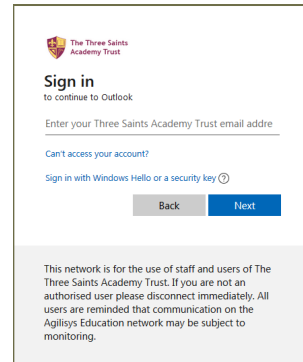 The Three Saints
Academy Trust
Sign in
to continue to Outlook
Enter your Three Saints Academy Trust email addre
Can't access your account?
Sign in with Windows Hello or a security key
Back
Next
This network is for the use of staff and users of The
Three Saints Academy Trust. If you are not an
authorised user please disconnect immediately. All
users are reminded that communication on the
Agilisys Education network may be subject to
monitoring.